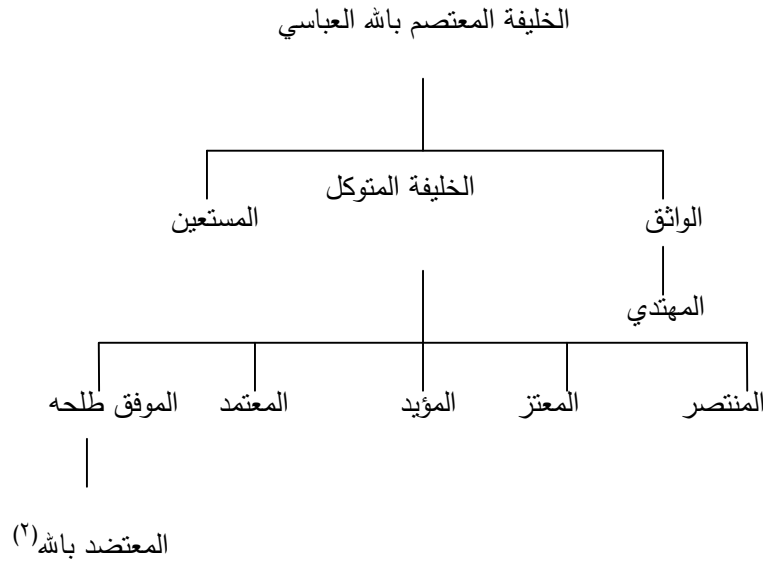 الخليفة المعتصم بالله العباسي
الخليفة المتوكل
الواثق
المستعين
المهتدي
المنتصر
المعتز
المؤيد
المعتمد
الموفق طلحه
المعتضد بالله(٢)